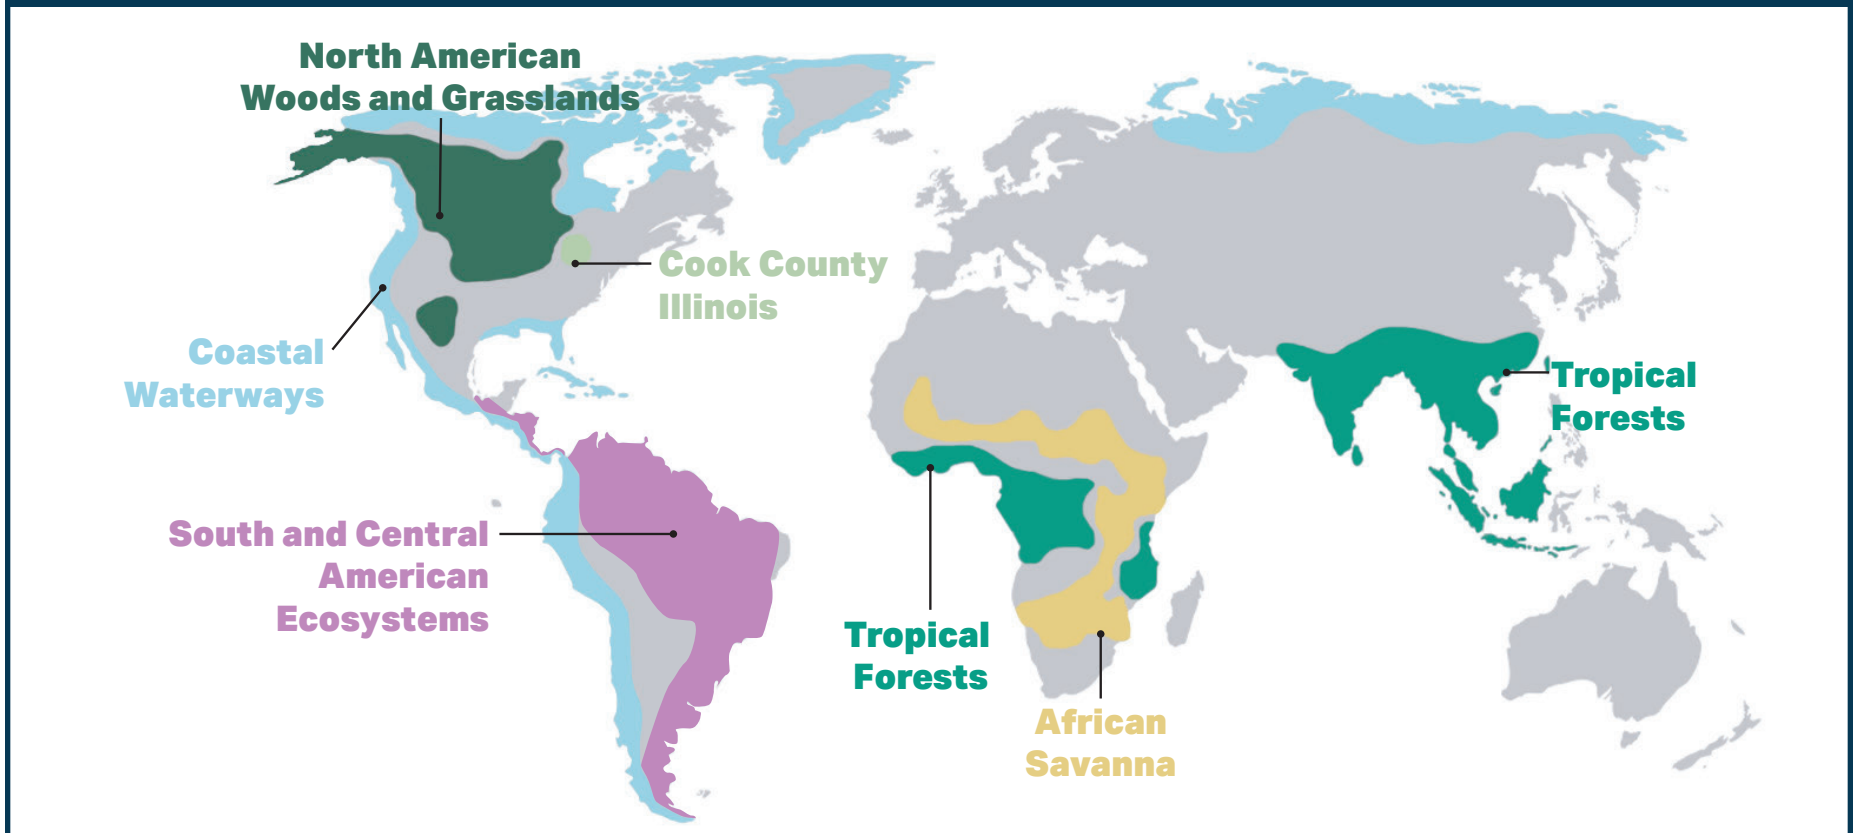 North American
Woods and Grasslands
Cook County
Illinois
Coastal
Waterways
Tropical
Forests
South and Central
American
Ecosystems
Tropical
Forests
African
Savanna